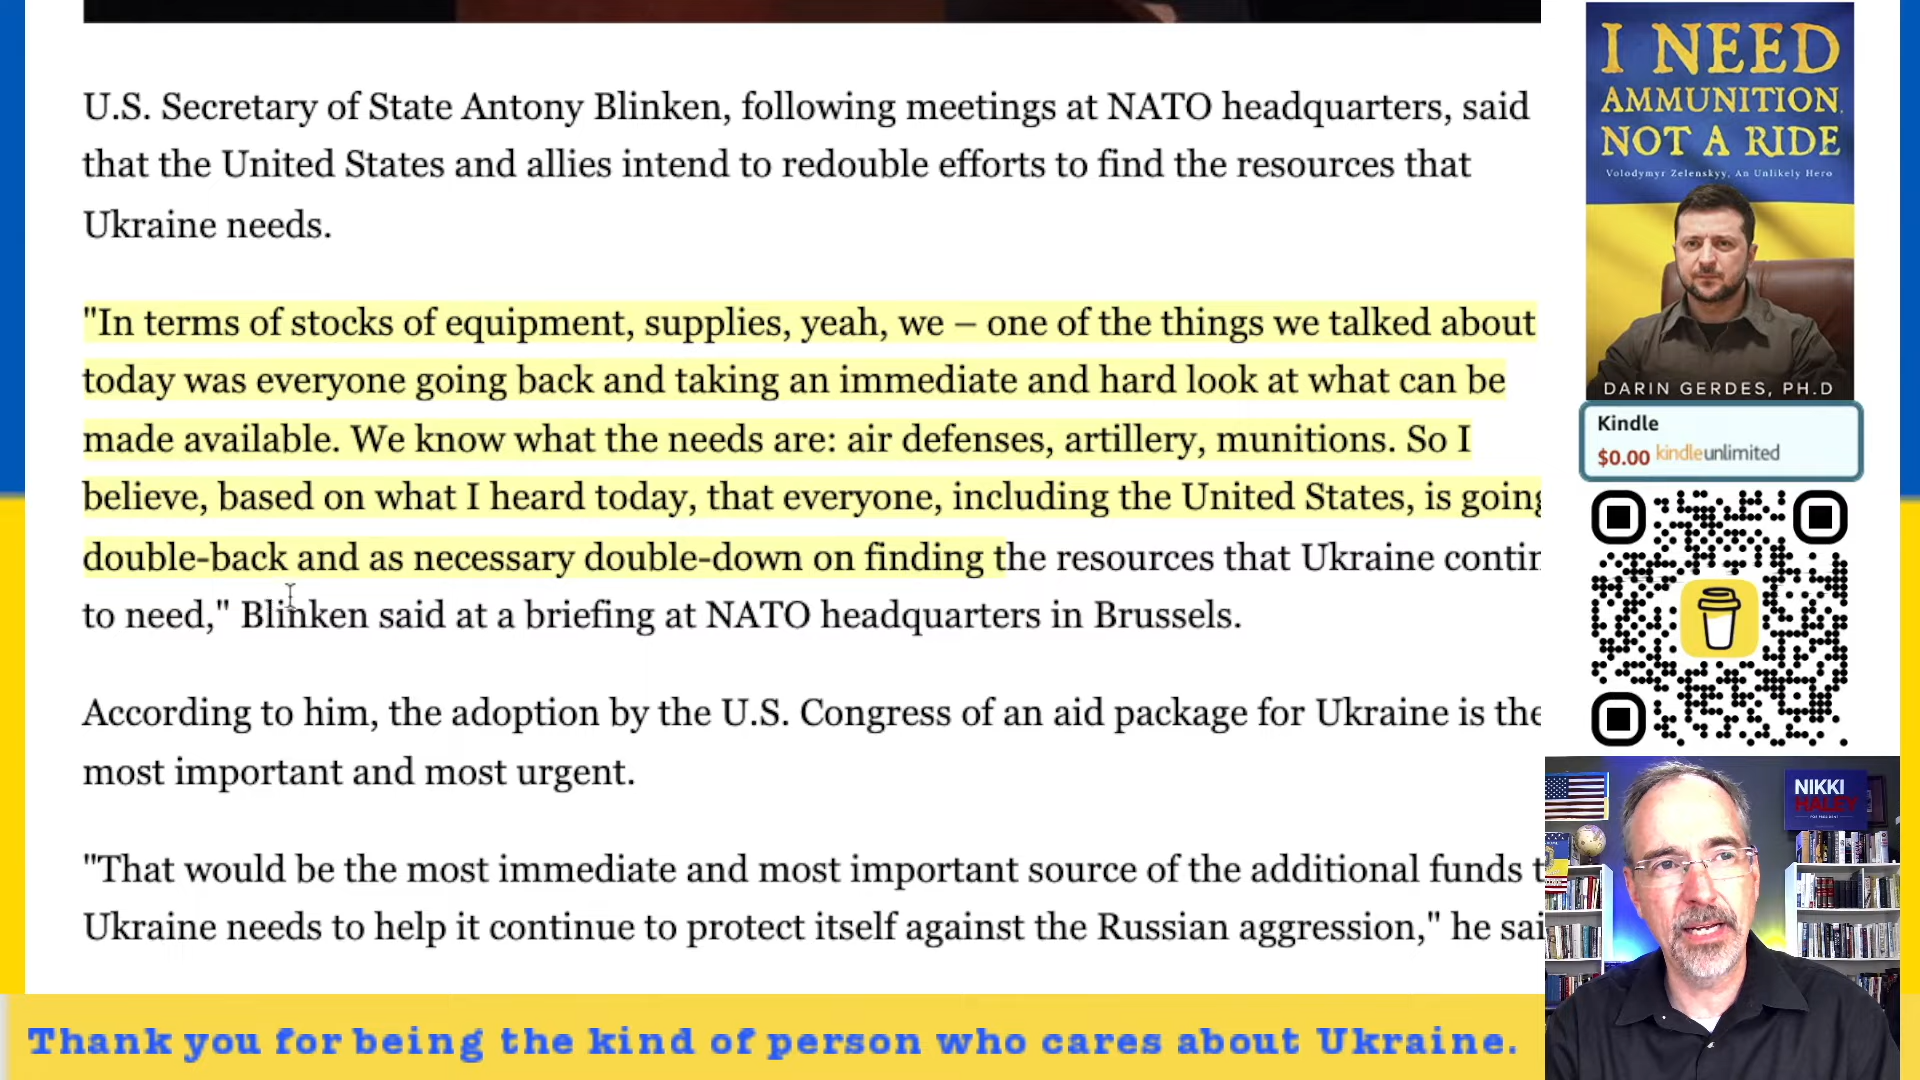 U.S. Secretary of State Antony Blinken, following meetings at NATO headquarters, said
that the United States and allies intend to redouble efforts to find the resources that
Ukraine needs.
"In terms of stocks of equipment, supplies, yeah, we – one of the things we talked about
today was everyone going back and taking an immediate and hard look at what can be
made available. We know what the needs are: air defenses, artillery, munitions. So I
believe, based on what I heard today, that everyone, including the United States, is going
double-back and as necessary double-down on finding the resources that Ukraine contin
to need," Blinken said at a briefing at NATO headquarters in Brussels.
According to him, the adoption by the U.S. Congress of an aid package for Ukraine is the
most important and most urgent.
"That would be the most immediate and most important source of the additional funds t
Ukraine needs to help it continue to protect itself against the Russian aggression," he sai
I NEED
AMMUNITION,
NOT A RIDE
Volodymyr Zelenskyy, An Unlikely Hero
DARIN GERDES, PH.D
Kindle
$0.00 kindleunlimited
NIKKI
HALEY
FOR PRESIDENT
Thank you for being the kind of person who cares about Ukraine.